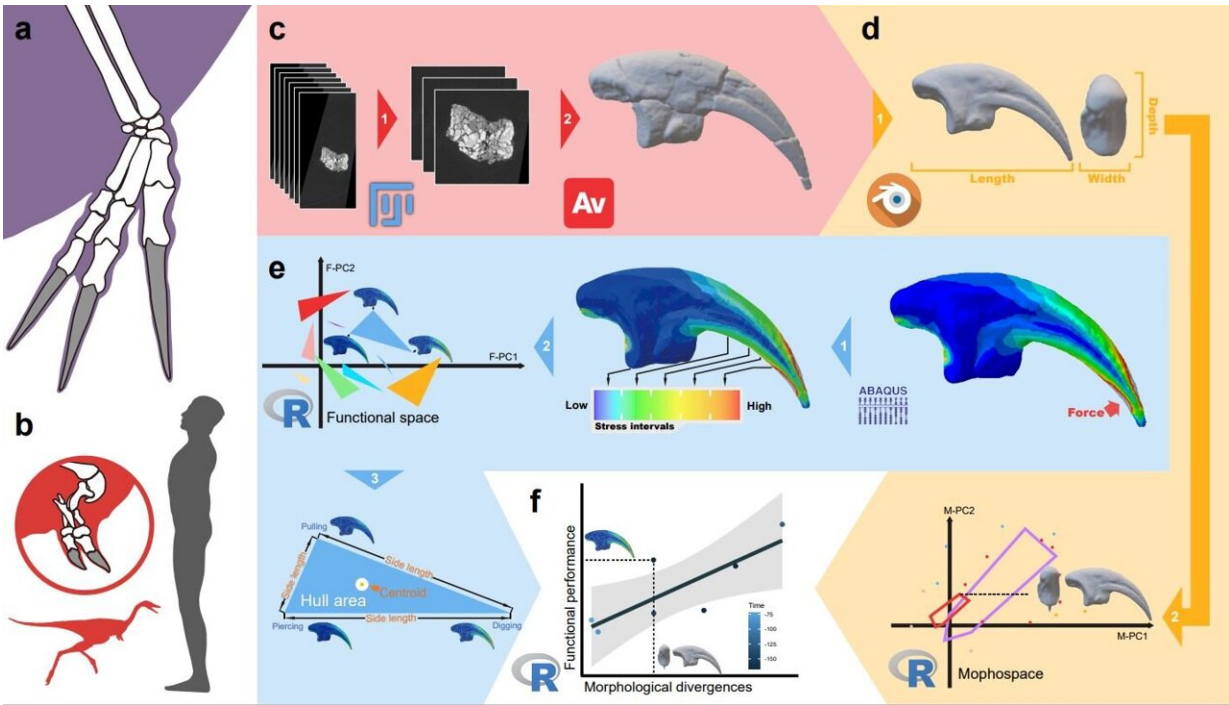 a
c
d
1
2
Av
1
Length
Width
Depth
e
F-PC2
F-PC1
R
Functional space
2
Low
High
Stress intervals
1
ABAQUS
Force
b
3
Pulling
Side length
Side length
Hull area
Centroid
Piercing
Side length
Digging
f
Functional performance
Time
-75
-100
-125
-150
R
Morphological divergences
M-PC2
M-PC1
2
R
Mophospace